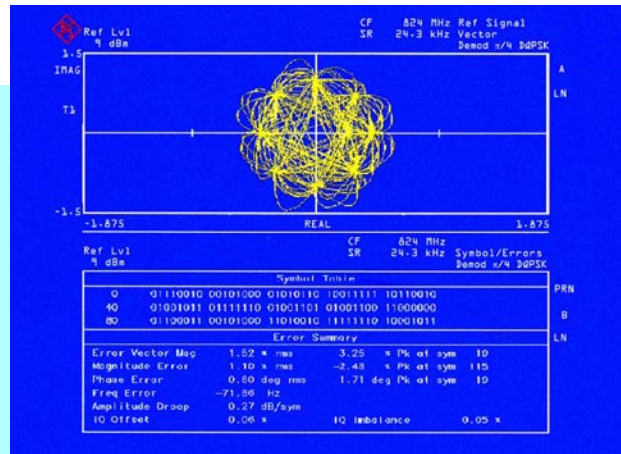 Ref Lvl
9 dBm
CF 824 MHz Ref Signal
SR 24.3 kHz Vector
Demod π/4 DQPSK
1.5
IMAG
A
LN
T1
-1.5
-1.875 REAL 1.875
Ref Lvl
9 dBm
CF 824 MHz
SR 24.3 kHz Symbol/Errors
Demod π/4 DQPSK
Symbol Table
0 01110010 00101000 01010110 10011111 10110010
40 01001011 01111110 01001101 01001100 11000000
80 01100011 00101000 11010010 11111110 10001011
PRN
B
Error Summary
LN
Error Vector Mag 1.52 % rms 3.25 % Pk at sym 19
Magnitude Error 1.10 % rms -2.48 % Pk at sym 115
Phase Error 0.60 deg rms 1.71 deg Pk at sym 19
Freq Error -71.86 Hz
Amplitude Droop 0.27 dB/sym
IQ Offset 0.06 % IQ Imbalance 0.05 %